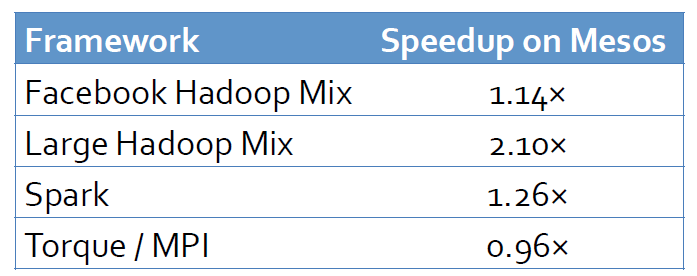 Framework Speedup on Mesos
Facebook Hadoop Mix 1.14×
Large Hadoop Mix 2.10×
Spark 1.26×
Torque / MPI 0.96×